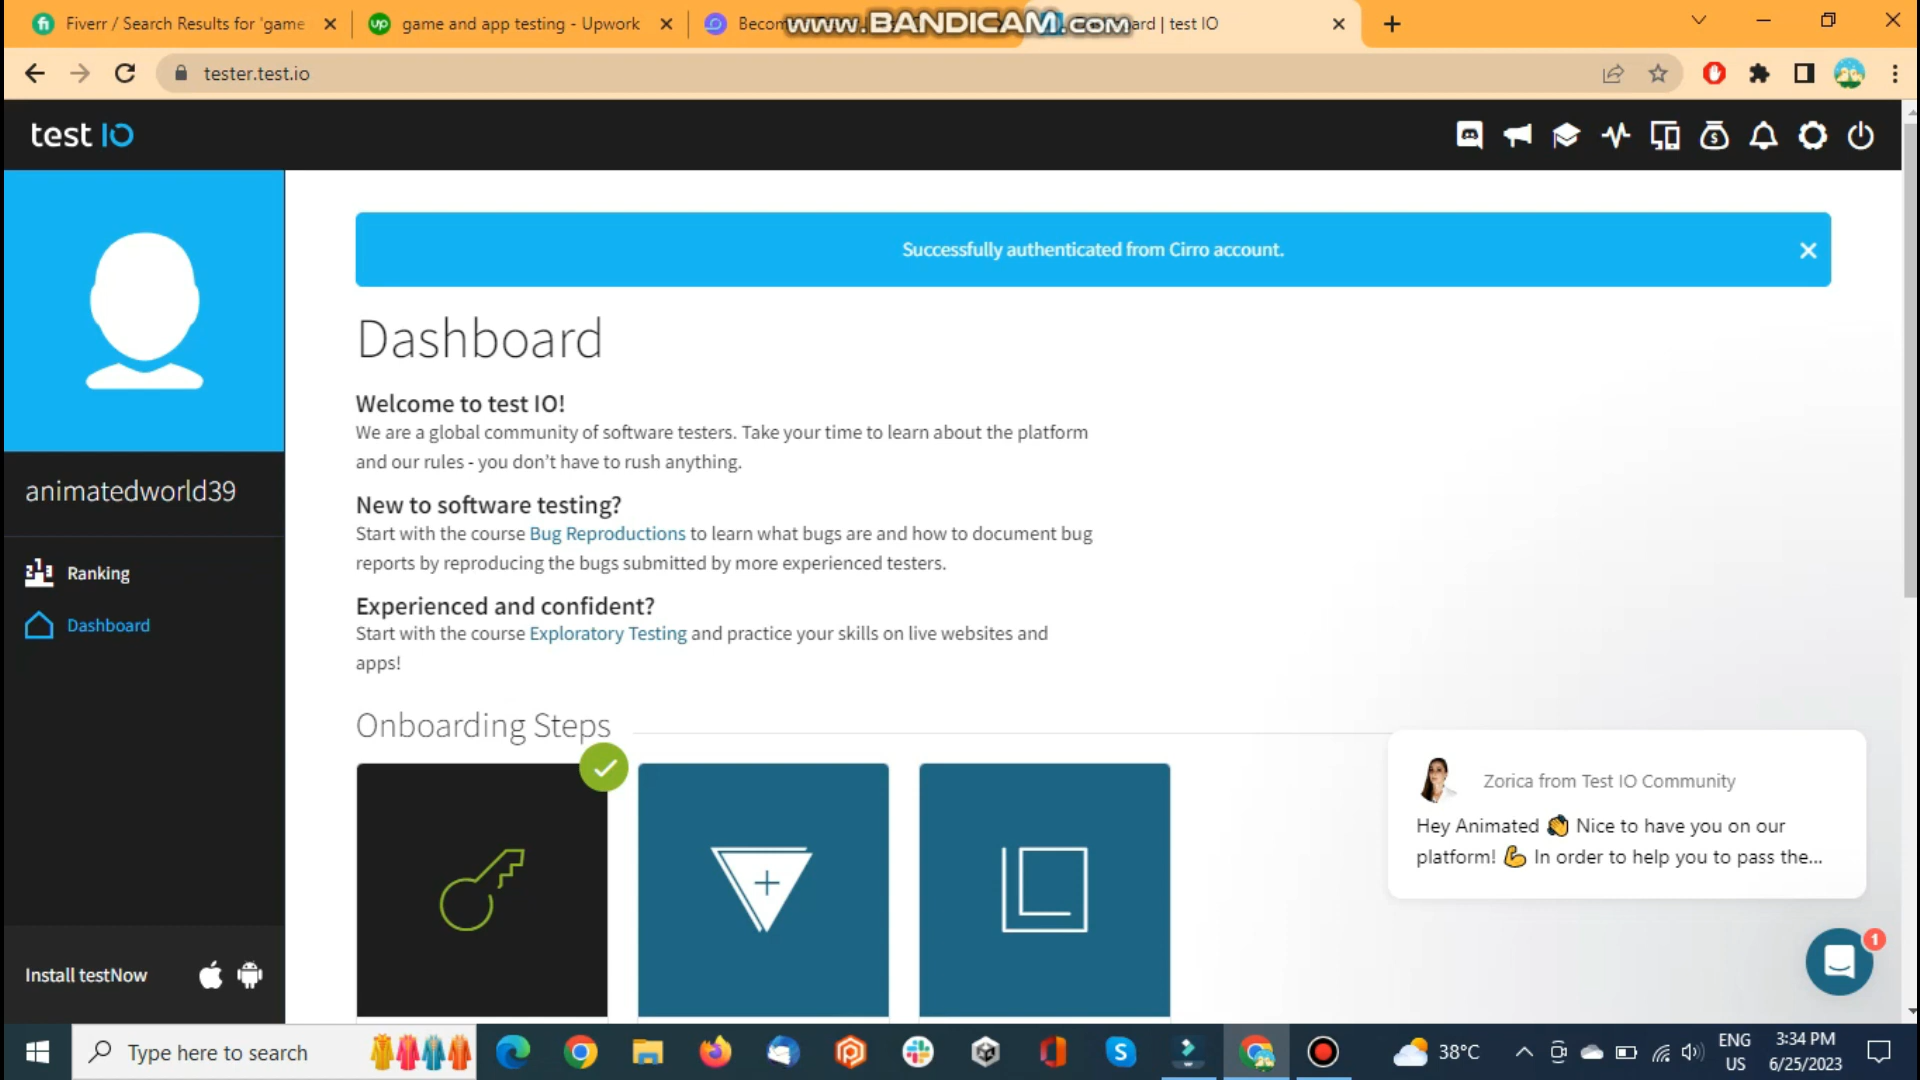 Fiverr / Search Results for 'game
game and app testing - Upwork
Becom
www.BANDICAM.com
ard | test IO
tester.test.io
test IO
Successfully authenticated from Cirro account.
Dashboard
Welcome to test IO!
We are a global community of software testers. Take your time to learn about the platform
and our rules - you don't have to rush anything.
animatedworld39
New to software testing?
Start with the course Bug Reproductions to learn what bugs are and how to document bug
reports by reproducing the bugs submitted by more experienced testers.
Ranking
Dashboard
Experienced and confident?
Start with the course Exploratory Testing and practice your skills on live websites and
apps!
Onboarding Steps
Zorica from Test IO Community
Hey Animated 👏 Nice to have you on our
platform! 💪 In order to help you to pass the...
1
Install testNow
Type here to search
38°C
ENG
US
3:34 PM
6/25/2023